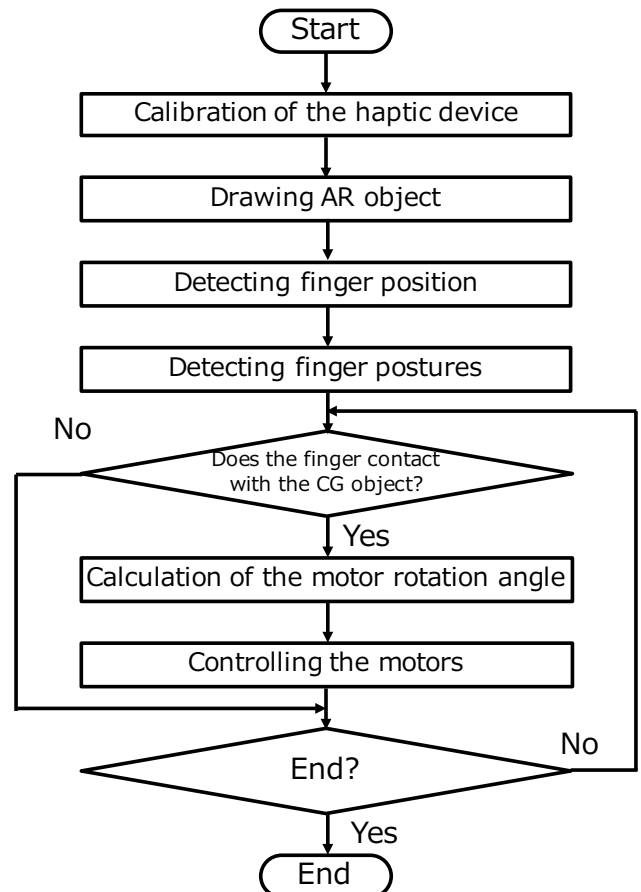 Start
Calibration of the haptic device
Drawing AR object
Detecting finger position
Detecting finger postures
No
Does the finger contact
with the CG object?
Yes
Calculation of the motor rotation angle
Controlling the motors
No
End?
Yes
End